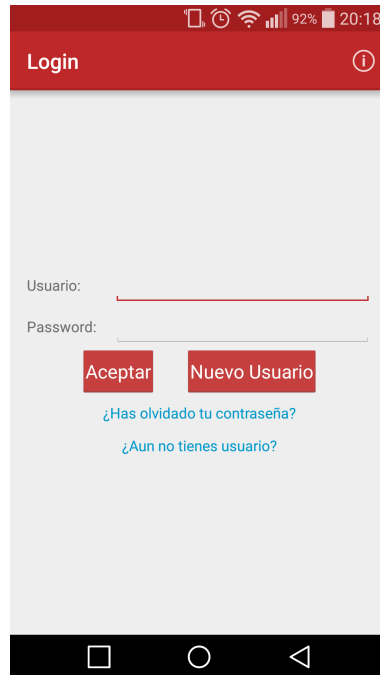 92% 20:18
Login
Usuario:
Password:
Aceptar Nuevo Usuario
¿Has olvidado tu contraseña?
¿Aun no tienes usuario?